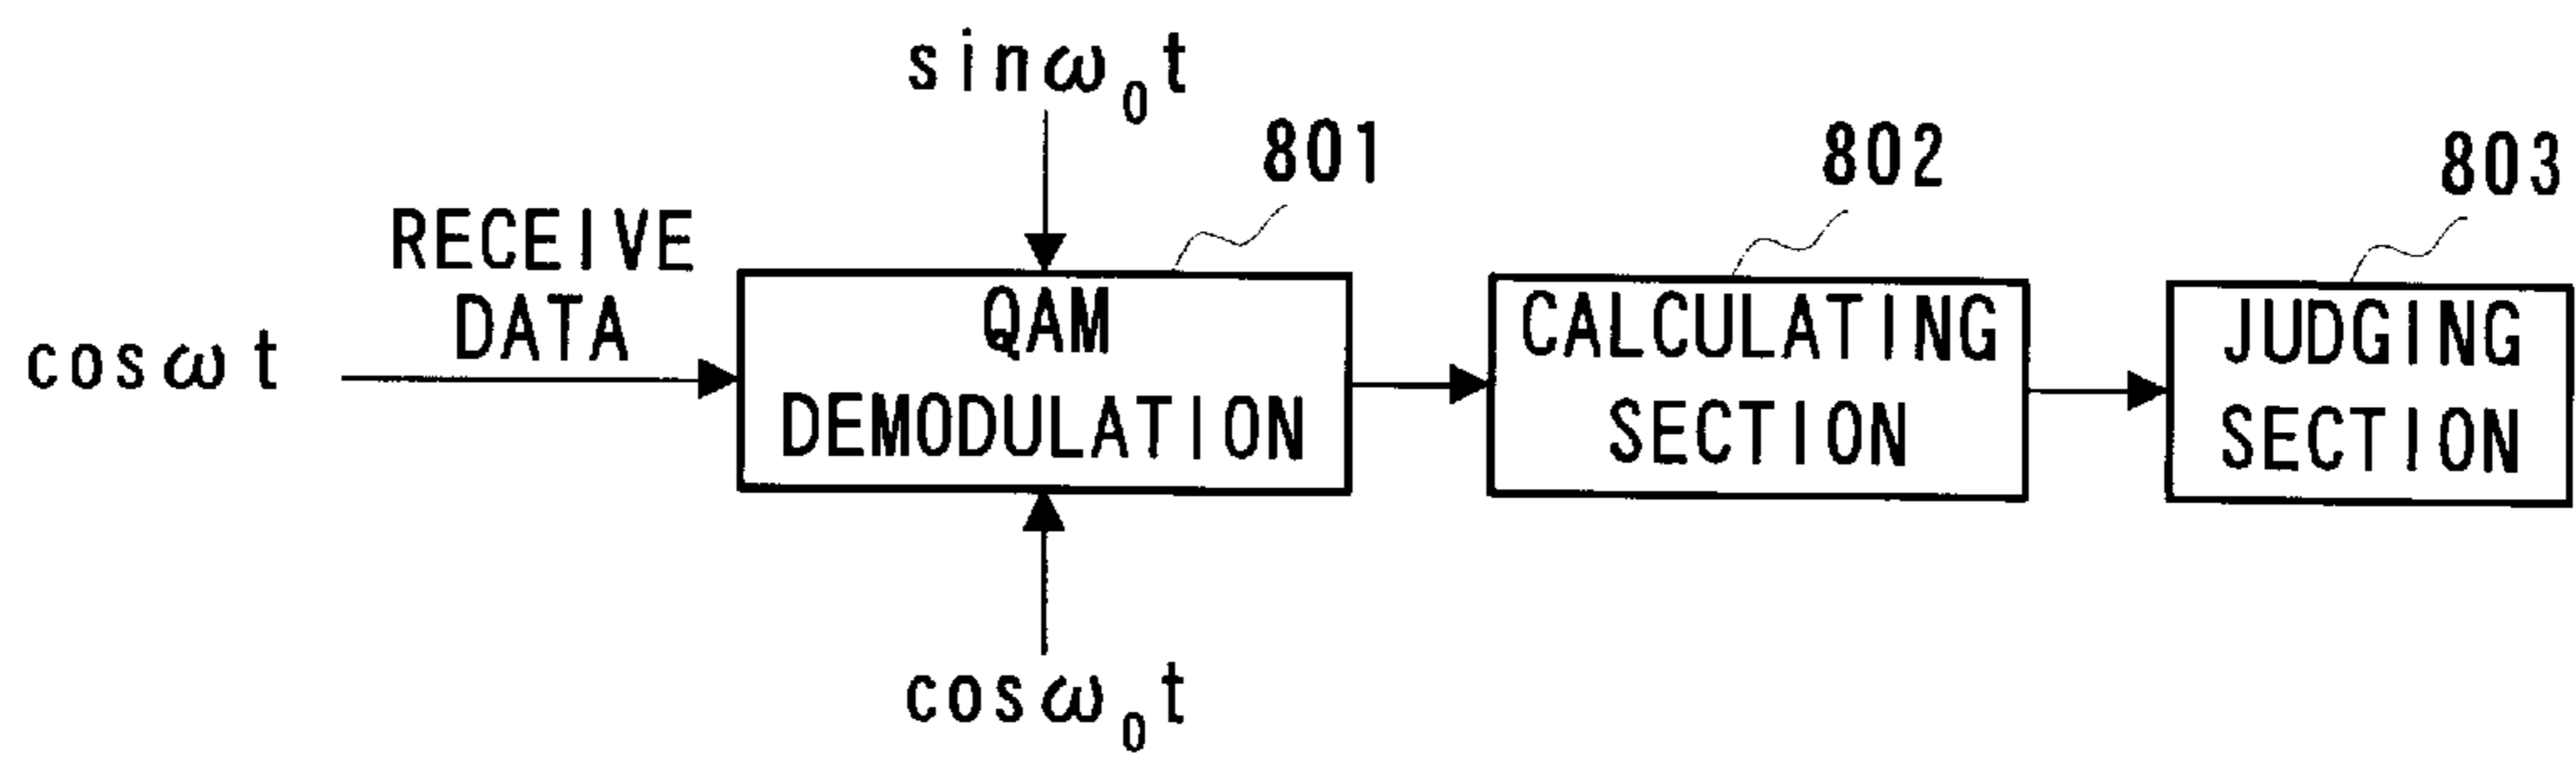 sinω₀t
801
802
803
RECEIVE
DATA
cosωt
QAM
DEMODULATION
CALCULATING
SECTION
JUDGING
SECTION
cosω₀t